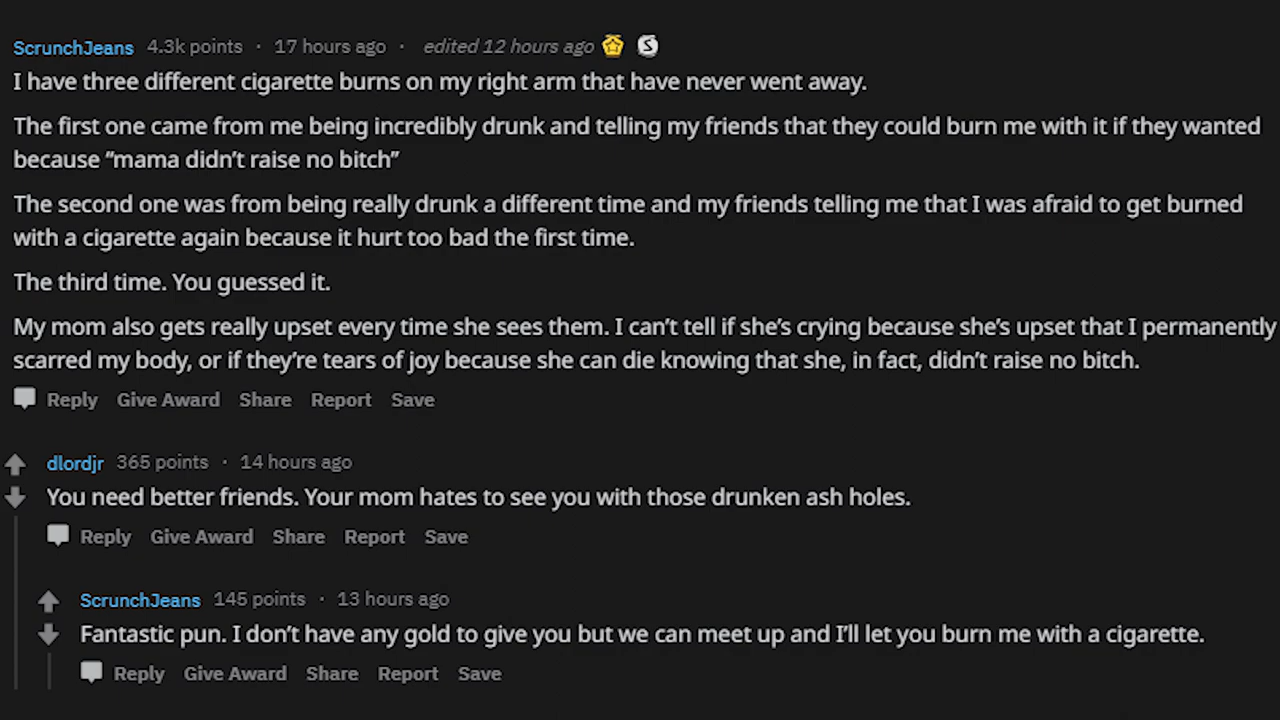 ScrunchJeans 4.3k points · 17 hours ago · edited 12 hours ago S
I have three different cigarette burns on my right arm that have never went away.
The first one came from me being incredibly drunk and telling my friends that they could burn me with it if they wanted
because “mama didn’t raise no bitch”
The second one was from being really drunk a different time and my friends telling me that I was afraid to get burned
with a cigarette again because it hurt too bad the first time.
The third time. You guessed it.
My mom also gets really upset every time she sees them. I can’t tell if she’s crying because she’s upset that I permanently
scarred my body, or if they’re tears of joy because she can die knowing that she, in fact, didn’t raise no bitch.
Reply Give Award Share Report Save
dlordjr 365 points · 14 hours ago
You need better friends. Your mom hates to see you with those drunken ash holes.
Reply Give Award Share Report Save
ScrunchJeans 145 points · 13 hours ago
Fantastic pun. I don’t have any gold to give you but we can meet up and I’ll let you burn me with a cigarette.
Reply Give Award Share Report Save